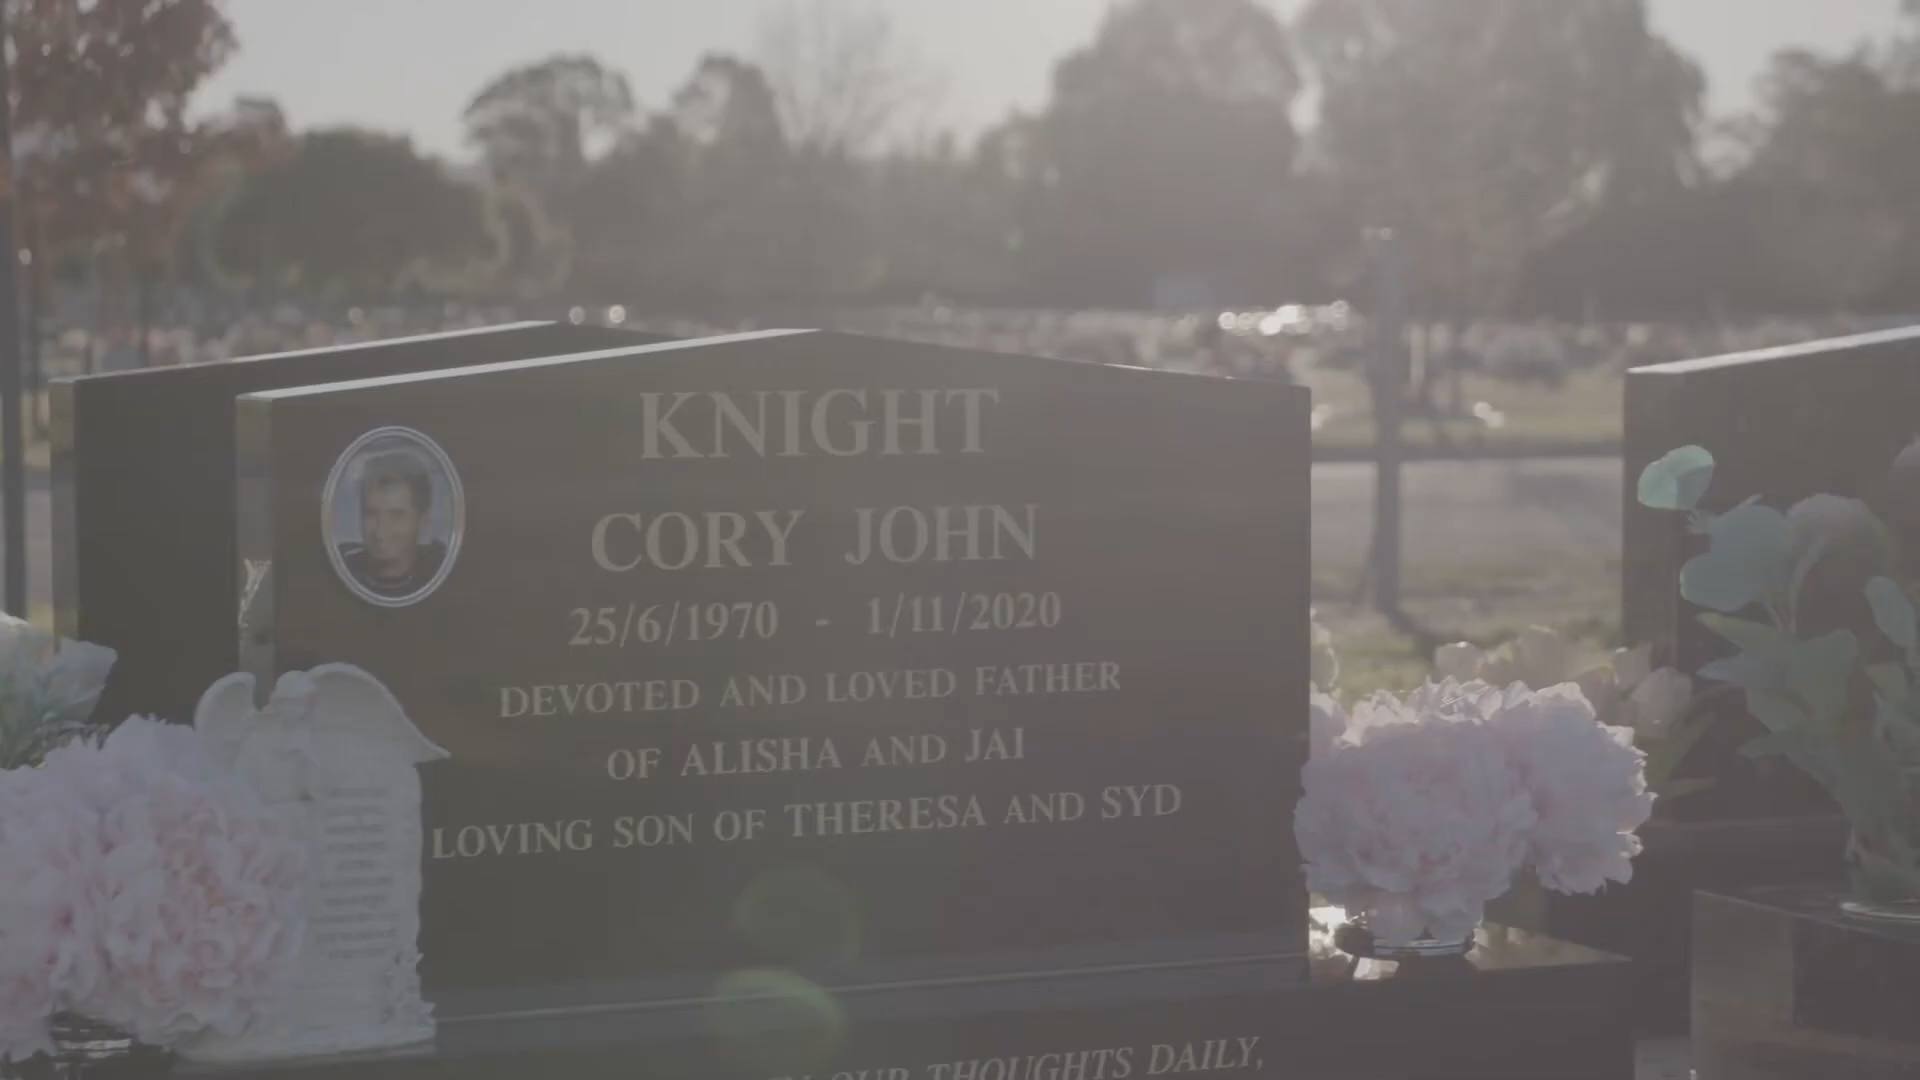 KNIGHT
CORY JOHN
25/6/1970 - 1/11/2020
DEVOTED AND LOVED FATHER
OF ALISHA AND JAI
LOVING SON OF THERESA AND SYD
OUR THOUGHTS DAILY,